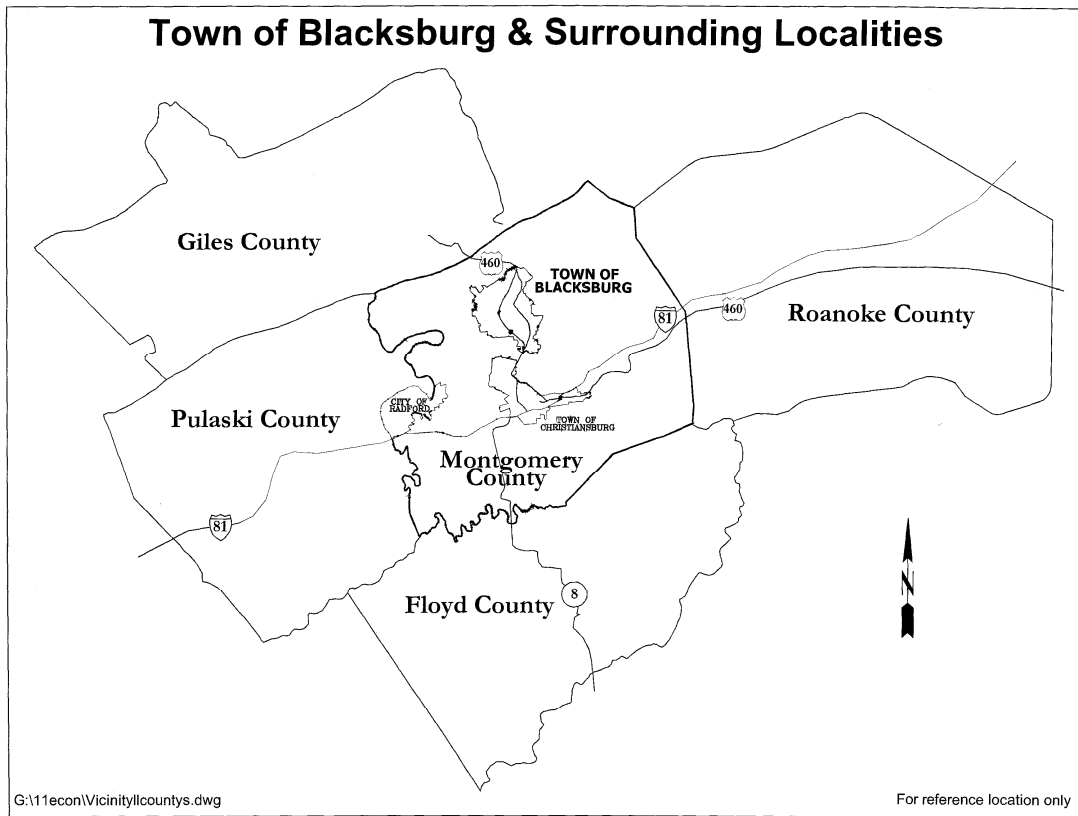 Town of Blacksburg & Surrounding Localities
Giles County
460
TOWN OF
BLACKSBURG
81
460
Roanoke County
CITY OF
RADFORD
Pulaski County
TOWN OF
CHRISTIANSBURG
Montgomery
County
81
8
Floyd County
N
G:\11econ\Vicinityllcountys.dwg
For reference location only